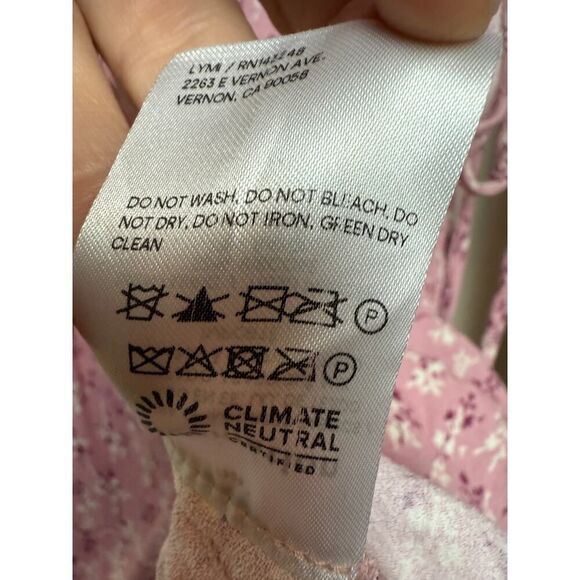 LYMI / RN142248
2263 E VERNON AVE.
VERNON, CA 90058
DO NOT WASH, DO NOT BLEACH, DO
NOT DRY, DO NOT IRON, GREEN DRY
CLEAN
P
P
CLIMATE
NEUTRAL
CERTIFIED